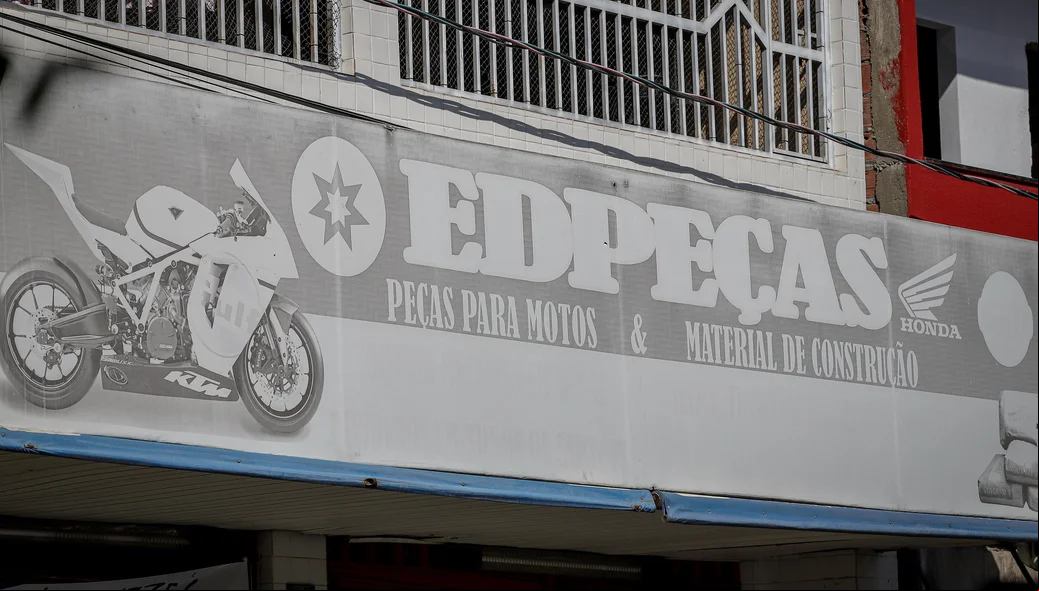 EDPEÇAS
PEÇAS PARA MOTOS & MATERIAL DE CONSTRUÇÃO
HONDA
KTM